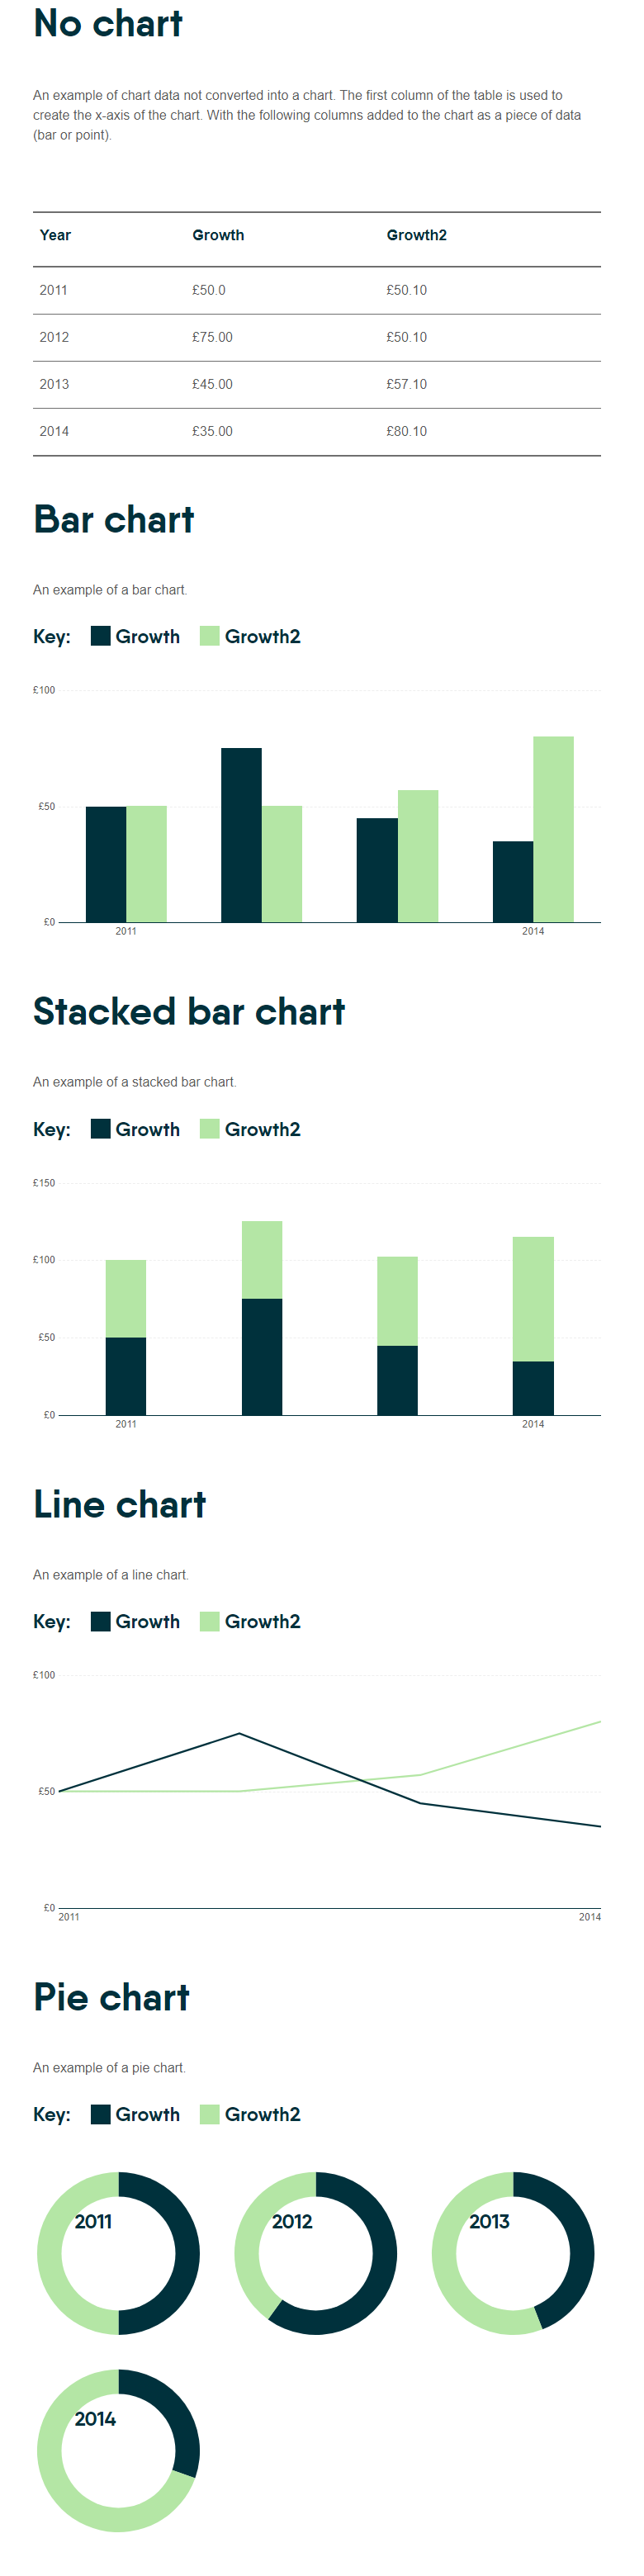 No chart
An example of chart data not converted into a chart. The first column of the table is used to
create the x-axis of the chart. With the following columns added to the chart as a piece of data
(bar or point).
Year Growth Growth2
2011 £50.0 £50.10
2012 £75.00 £50.10
2013 £45.00 £57.10
2014 £35.00 £80.10
Bar chart
An example of a bar chart.
Key: Growth Growth2
£100
£50
£0
2011 2014
Stacked bar chart
An example of a stacked bar chart.
Key: Growth Growth2
£150
£100
£50
£0
2011 2014
Line chart
An example of a line chart.
Key: Growth Growth2
£100
£50
£0
2011 2014
Pie chart
An example of a pie chart.
Key: Growth Growth2
2011 2012 2013
2014